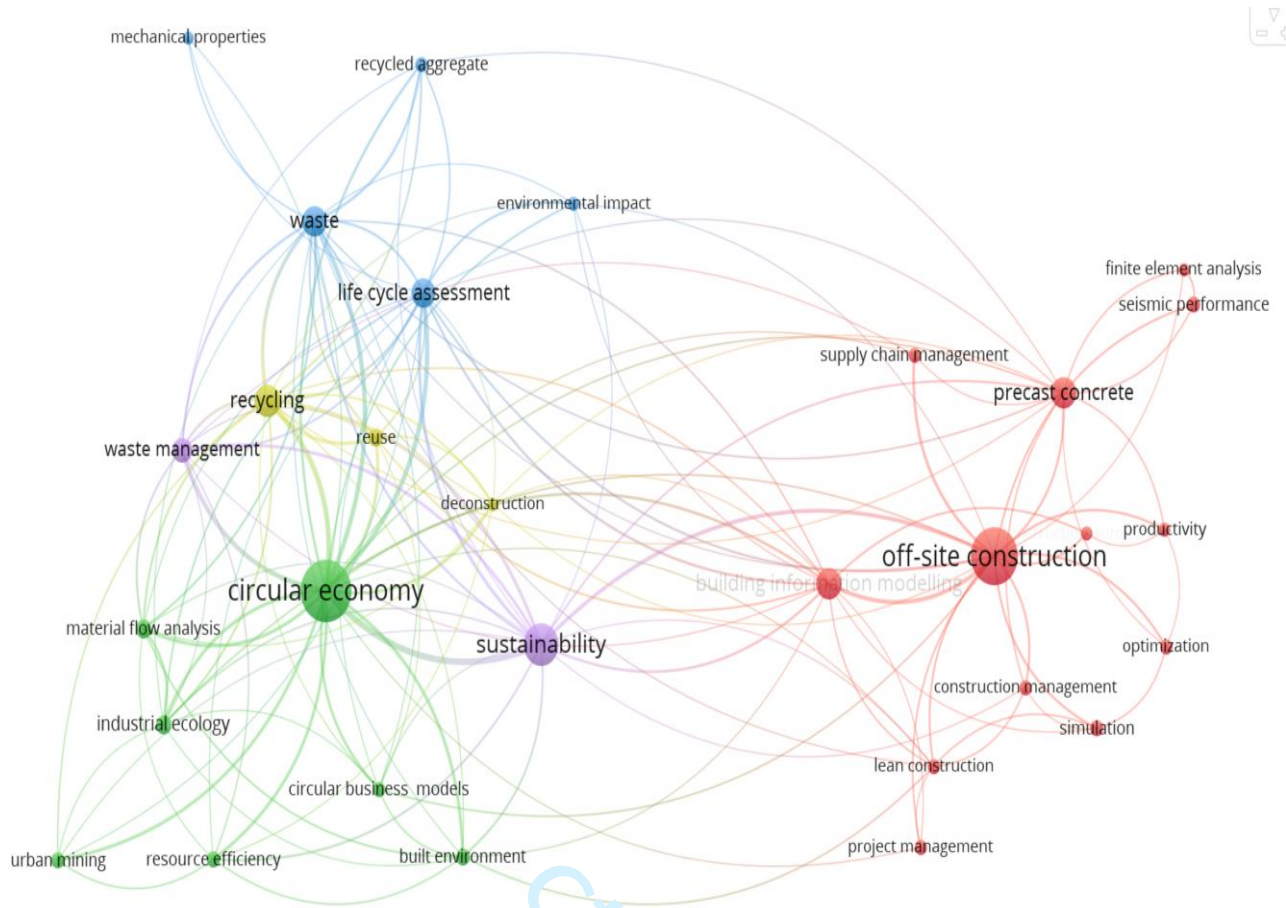 mechanical properties
recycled aggregate
environmental impact
waste
finite element analysis
life cycle assessment
seismic performance
supply chain management
precast concrete
recycling
reuse
waste management
deconstruction
productivity
off-site construction
building information modelling
circular economy
material flow analysis
sustainability
optimization
construction management
industrial ecology
simulation
lean construction
circular business models
project management
built environment
urban mining
resource efficiency